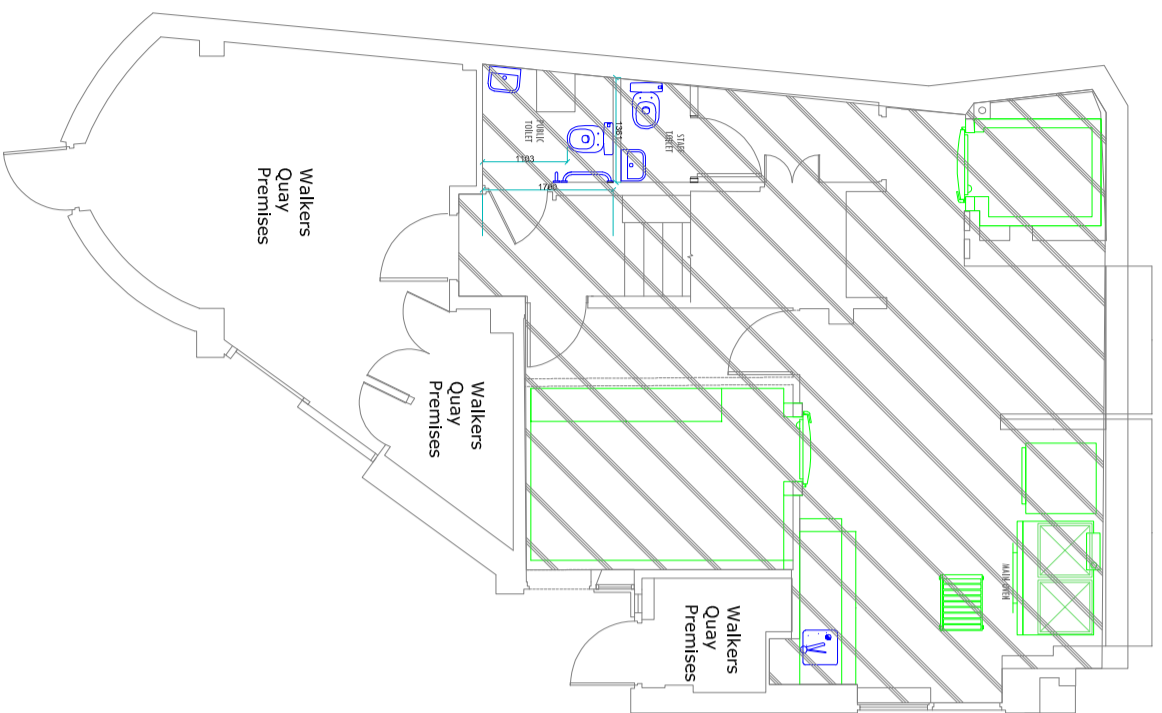 Walkers
Quay
Premises
Walkers
Quay
Premises
Walkers
Quay
Premises
PUBLIC
TOILET
STAFF
TOILET
1361
1103
1700
MAIN OVEN